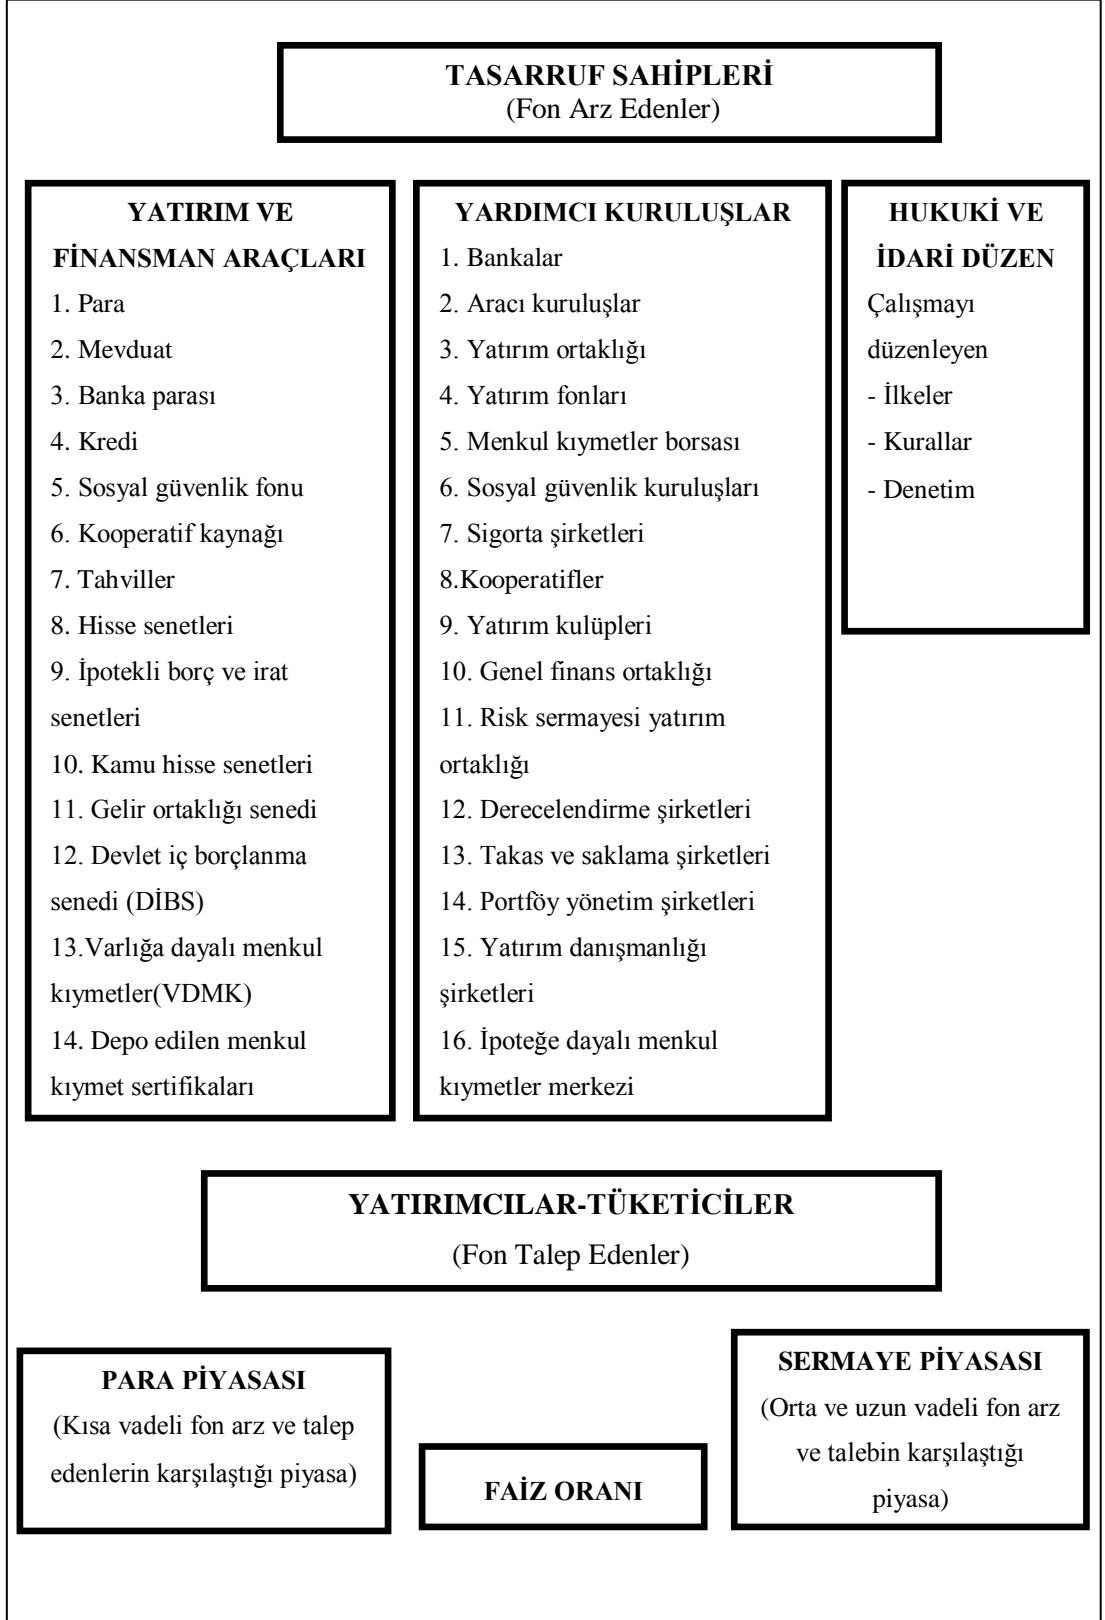 TASARRUF SAHİPLERİ
(Fon Arz Edenler)
YATIRIM VE
FİNANSMAN ARAÇLARI
1. Para
2. Mevduat
3. Banka parası
4. Kredi
5. Sosyal güvenlik fonu
6. Kooperatif kaynağı
7. Tahviller
8. Hisse senetleri
9. İpotekli borç ve irat
senetleri
10. Kamu hisse senetleri
11. Gelir ortaklığı senedi
12. Devlet iç borçlanma
senedi (DİBS)
13.Varlığa dayalı menkul
kıymetler(VDMK)
14. Depo edilen menkul
kıymet sertifikaları
YARDIMCI KURULUŞLAR
1. Bankalar
2. Aracı kuruluşlar
3. Yatırım ortaklığı
4. Yatırım fonları
5. Menkul kıymetler borsası
6. Sosyal güvenlik kuruluşları
7. Sigorta şirketleri
8.Kooperatifler
9. Yatırım kulüpleri
10. Genel finans ortaklığı
11. Risk sermayesi yatırım
ortaklığı
12. Derecelendirme şirketleri
13. Takas ve saklama şirketleri
14. Portföy yönetim şirketleri
15. Yatırım danışmanlığı
şirketleri
16. İpoteğe dayalı menkul
kıymetler merkezi
HUKUKİ VE
İDARİ DÜZEN
Çalışmayı
düzenleyen
- İlkeler
- Kurallar
- Denetim
YATIRIMCILAR-TÜKETİCİLER
(Fon Talep Edenler)
PARA PİYASASI
(Kısa vadeli fon arz ve talep
edenlerin karşılaştığı piyasa)
FAİZ ORANI
SERMAYE PİYASASI
(Orta ve uzun vadeli fon arz
ve talebin karşılaştığı
piyasa)